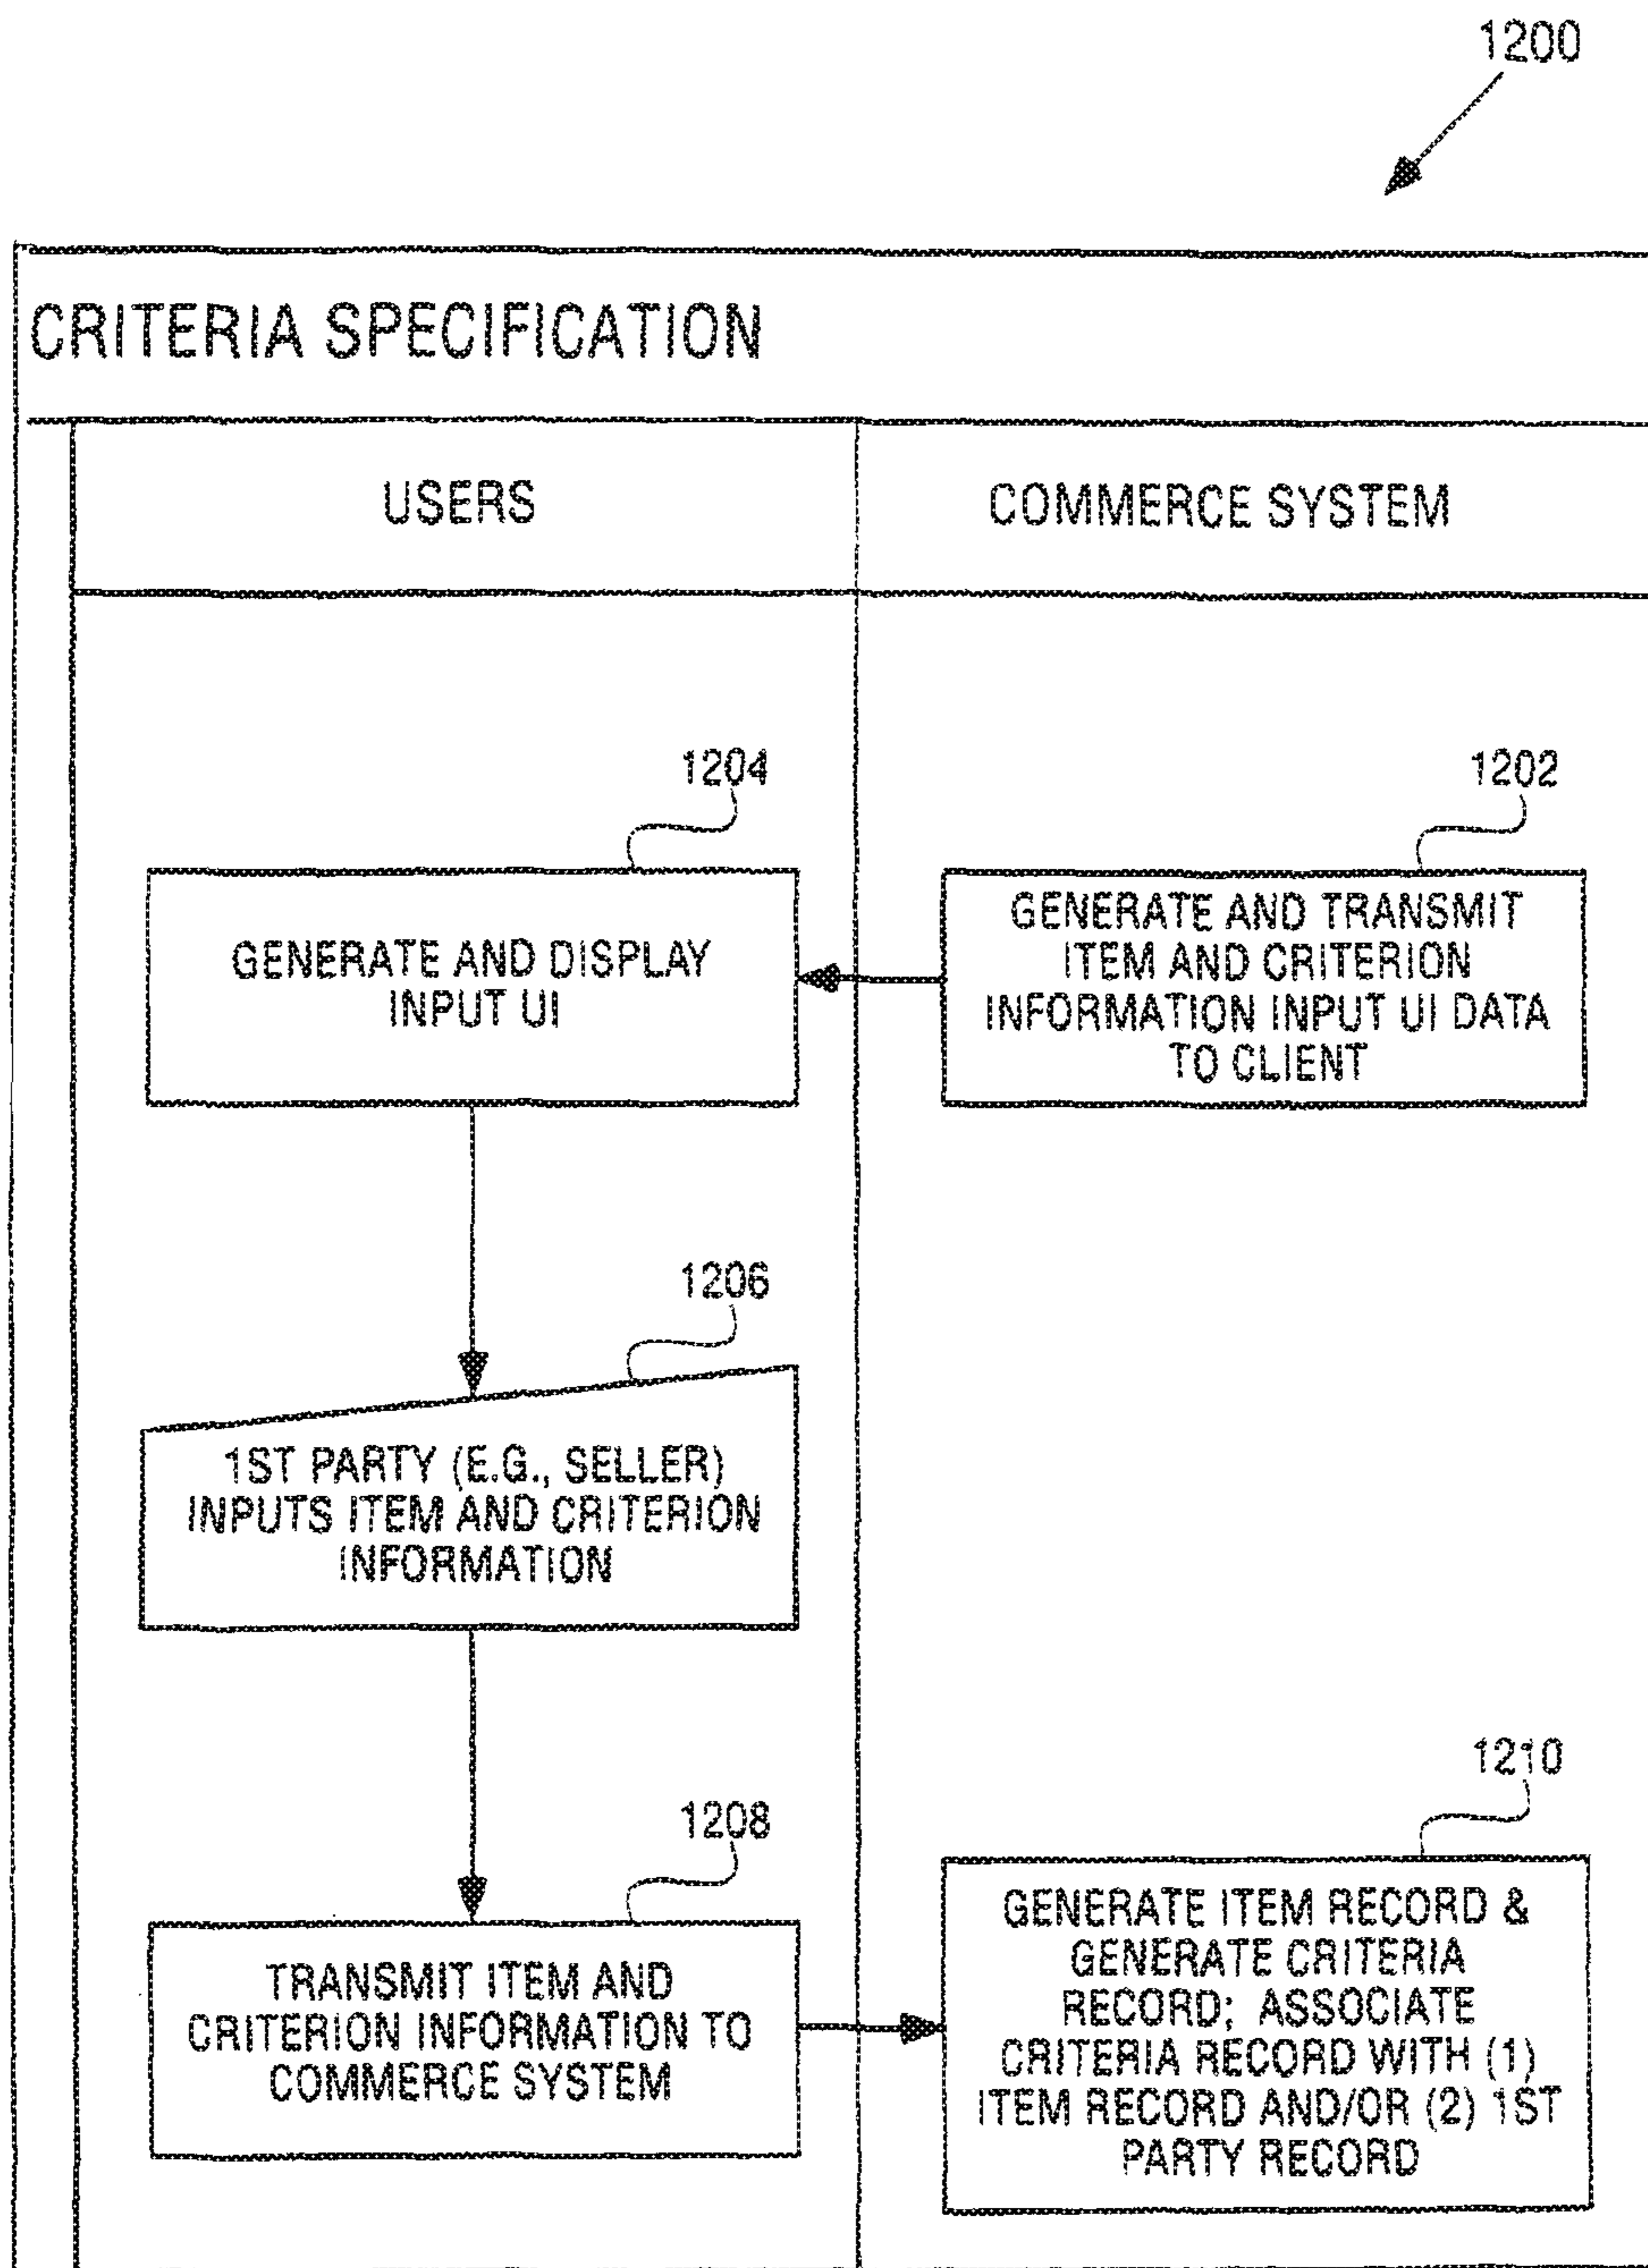 1200
CRITERIA SPECIFICATION
USERS
COMMERCE SYSTEM
1204
1202
GENERATE AND DISPLAY
INPUT UI
GENERATE AND TRANSMIT
ITEM AND CRITERION
INFORMATION INPUT UI DATA
TO CLIENT
1206
1ST PARTY (E.G., SELLER)
INPUTS ITEM AND CRITERION
INFORMATION
1208
TRANSMIT ITEM AND
CRITERION INFORMATION TO
COMMERCE SYSTEM
1210
GENERATE ITEM RECORD &
GENERATE CRITERIA
RECORD; ASSOCIATE
CRITERIA RECORD WITH (1)
ITEM RECORD AND/OR (2) 1ST
PARTY RECORD